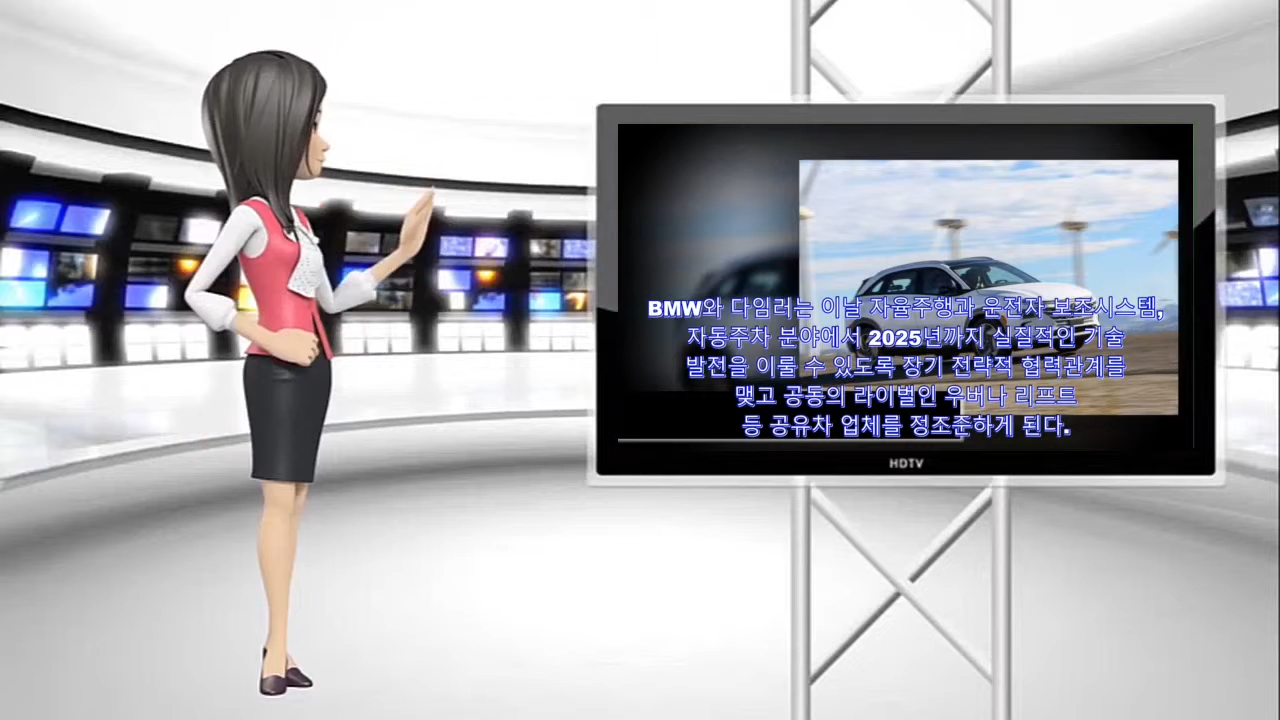 BMW와 다임러는 이날 자율주행과 운전자 보조시스템,
자동주차 분야에서 2025년까지 실질적인 기술
발전을 이룰 수 있도록 장기 전략적 협력관계를
맺고 공동의 라이벌인 우버나 리프트
등 공유차 업체를 정조준하게 된다.
HDTV